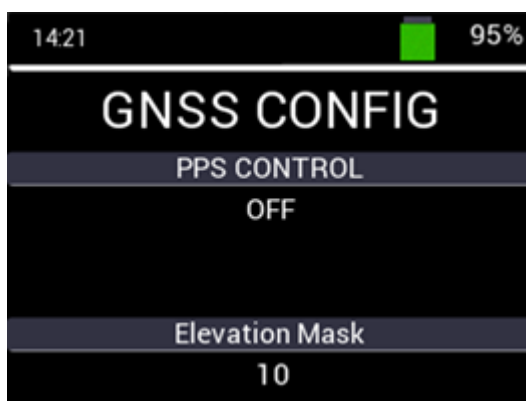 14:21 95%
GNSS CONFIG
PPS CONTROL
OFF
Elevation Mask
10